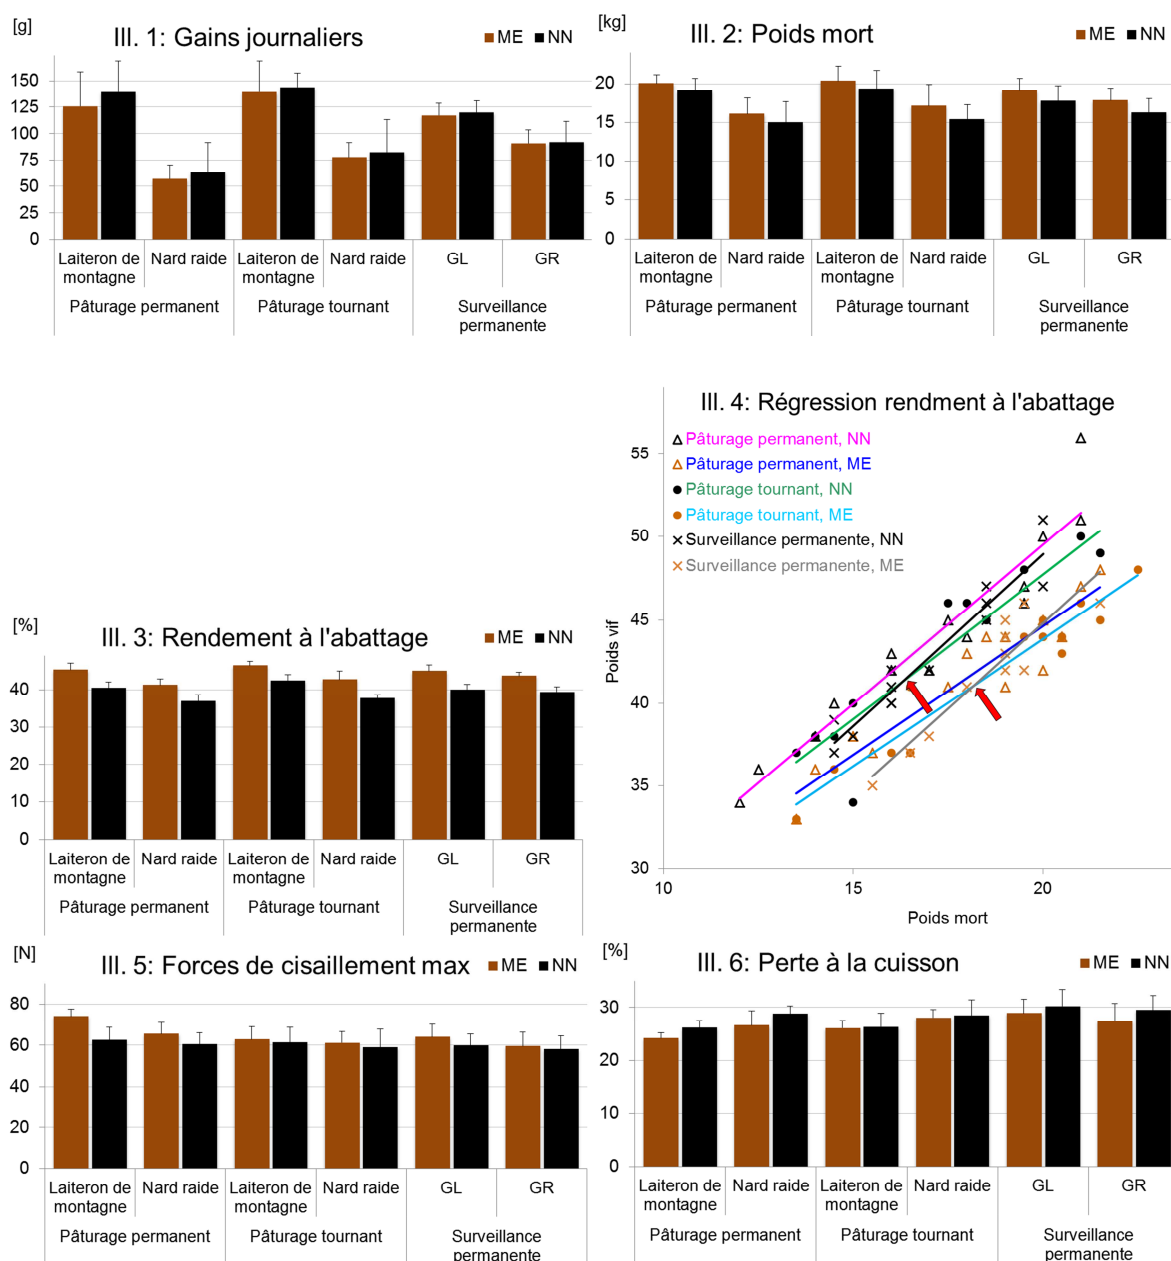 [g]
III. 1: Gains journaliers
ME NN
150
125
100
75
50
25
0
Laiteron de montagne
Nard raide
Laiteron de montagne
Nard raide
GL
GR
Pâturage permanent
Pâturage tournant
Surveillance permanente
[kg]
III. 2: Poids mort
ME NN
20
15
10
5
0
Laiteron de montagne
Nard raide
Laiteron de montagne
Nard raide
GL
GR
Pâturage permanent
Pâturage tournant
Surveillance permanente
[%]
III. 3: Rendement à l'abattage
ME NN
60
40
20
0
Laiteron de montagne
Nard raide
Laiteron de montagne
Nard raide
GL
GR
Pâturage permanent
Pâturage tournant
Surveillance permanente
III. 4: Régression rendment à l'abattage
Pâturage permanent, NN
Pâturage permanent, ME
Pâturage tournant, NN
Pâturage tournant, ME
Surveillance permanente, NN
Surveillance permanente, ME
Poids vif
55
50
45
40
35
30
10
15
20
Poids mort
[N]
III. 5: Forces de cisaillement max
ME NN
80
60
40
20
0
Laiteron de montagne
Nard raide
Laiteron de montagne
Nard raide
GL
GR
Pâturage permanent
Pâturage tournant
Surveillance
permanente
[%]
III. 6: Perte à la cuisson
ME NN
30
20
10
0
Laiteron de montagne
Nard raide
Laiteron de montagne
Nard raide
GL
GR
Pâturage permanent
Pâturage tournant
Surveillance
permanente